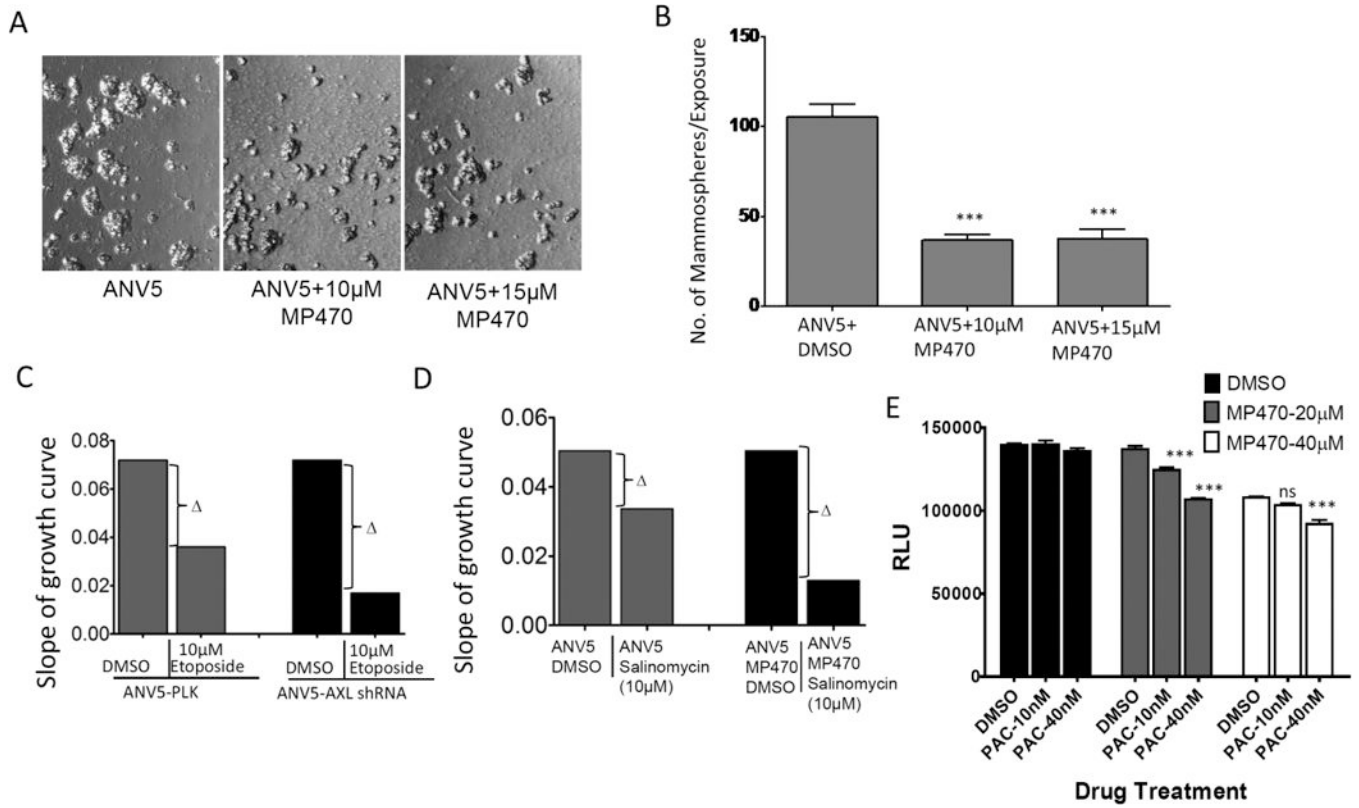 A
ANV5
ANV5+10µM
MP470
ANV5+15µM
MP470
B
No. of Mammospheres/Exposure
150
100
50
0
ANV5+
DMSO
ANV5+10µM
MP470
ANV5+15µM
MP470
***
***
C
Slope of growth curve
0.08
0.06
0.04
0.02
0.00
Δ
Δ
DMSO
10µM
Etoposide
ANV5-PLK
DMSO
10µM
Etoposide
ANV5-AXL shRNA
D
Slope of growth curve
0.06
0.04
0.02
0.00
Δ
Δ
ANV5
DMSO
ANV5
Salinomycin
(10µM)
ANV5
MP470
DMSO
ANV5
MP470
Salinomycin
(10µM)
E
DMSO
MP470-20µM
MP470-40µM
RLU
150000
100000
50000
0
***
***
ns
***
DMSO
PAC-10nM
PAC-40nM
DMSO
PAC-10nM
PAC-40nM
DMSO
PAC-10nM
PAC-40nM
Drug Treatment